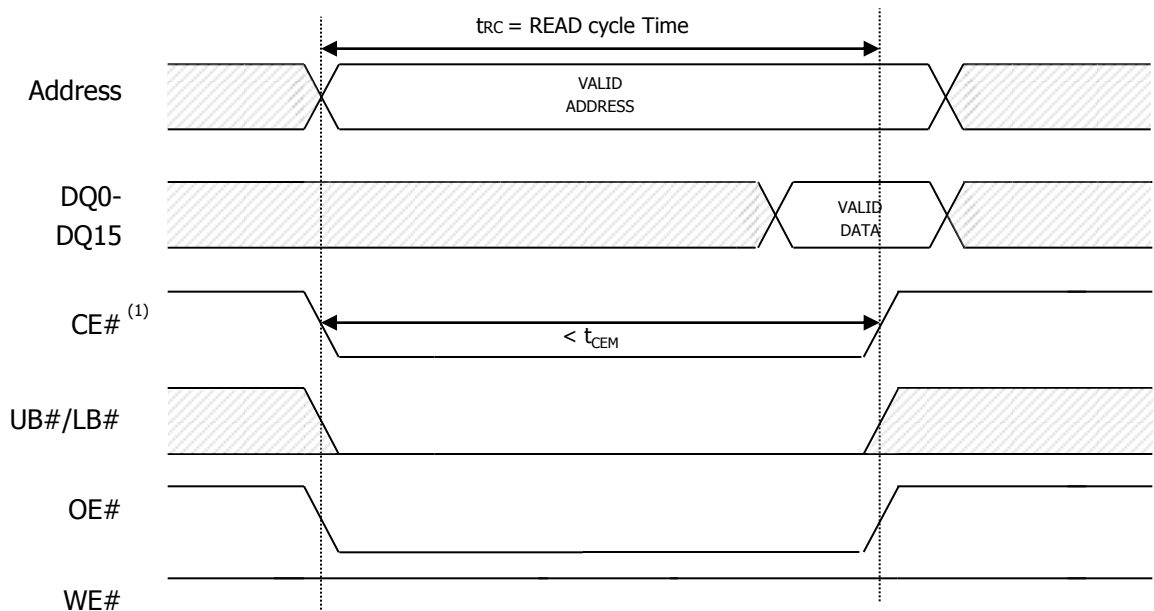 tRC = READ cycle Time
Address
VALID
ADDRESS
DQ0-
DQ15
VALID
DATA
CE# (1)
< tCEM
UB#/LB#
OE#
WE#